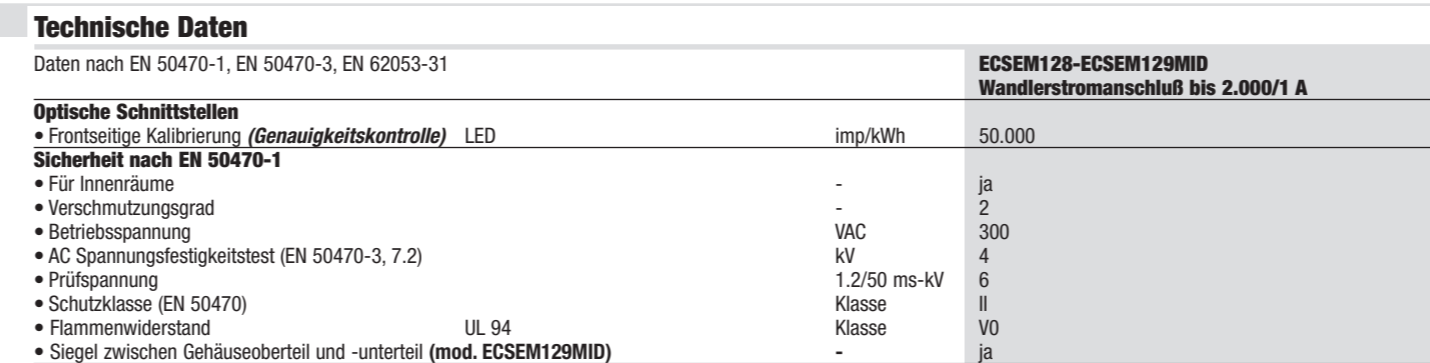 Technische Daten
Daten nach EN 50470-1, EN 50470-3, EN 62053-31 ECSEM128-ECSEM129MID
Wandlerstromanschluß bis 2.000/1 A
Optische Schnittstellen
• Frontseitige Kalibrierung (Genauigkeitskontrolle) LED imp/kWh 50.000
Sicherheit nach EN 50470-1
• Für Innenräume - ja
• Verschmutzungsgrad - 2
• Betriebsspannung VAC 300
• AC Spannungsfestigkeitstest (EN 50470-3, 7.2) kV 4
• Prüfspannung 1.2/50 ms-kV 6
• Schutzklasse (EN 50470) Klasse II
• Flammenwiderstand UL 94 Klasse V0
• Siegel zwischen Gehäuseoberteil und -unterteil (mod. ECSEM129MID) - ja